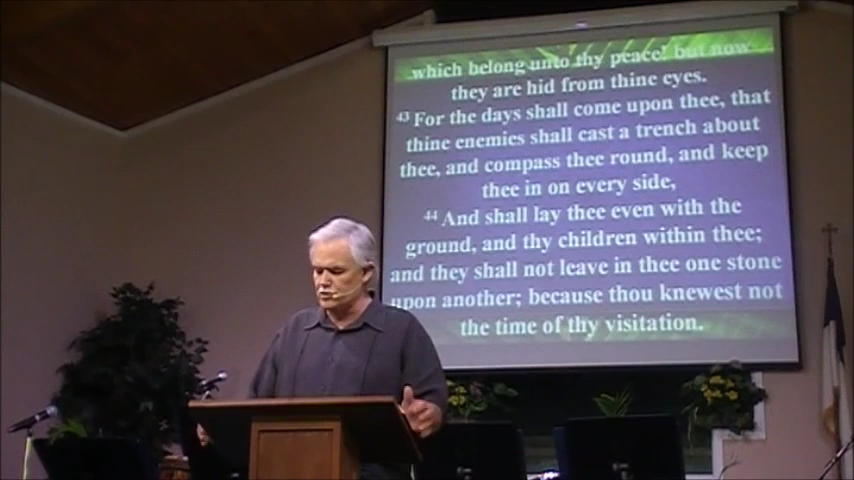 which belong unto thy peace! but now
they are hid from thine eyes.
43 For the days shall come upon thee, that
thine enemies shall cast a trench about
thee, and compass thee round, and keep
thee in on every side,
44 And shall lay thee even with the
ground, and thy children within thee;
and they shall not leave in thee one stone
upon another; because thou knewest not
the time of thy visitation.